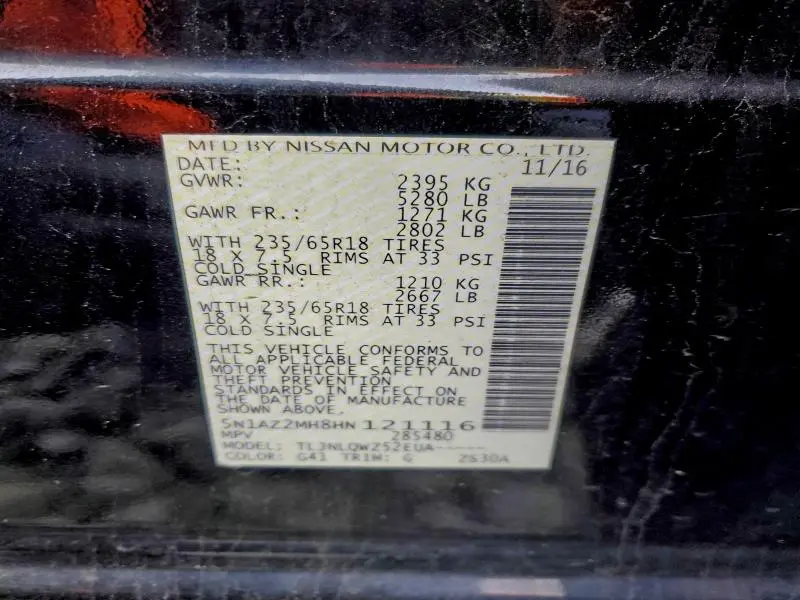 MFD BY NISSAN MOTOR CO., LTD.
DATE: 11/16
GVWR: 2395 KG
5280 LB
GAWR FR.: 1271 KG
2802 LB
WITH 235/65R18 TIRES
18 X 7.5 RIMS AT 33 PSI
COLD SINGLE
GAWR RR.: 1210 KG
2667 LB
WITH 235/65R18 TIRES
18 X 7.5 RIMS AT 33 PSI
COLD SINGLE
THIS VEHICLE CONFORMS TO
ALL APPLICABLE FEDERAL
MOTOR VEHICLE SAFETY AND
THEFT PREVENTION
STANDARDS IN EFFECT ON
THE DATE OF MANUFACTURE
SHOWN ABOVE.
5N1AZ2MH8HN121116
MPV 285480
MODEL: TLJNLQWZ52EUA-----
COLOR: G41 TRIM: G 2S30A